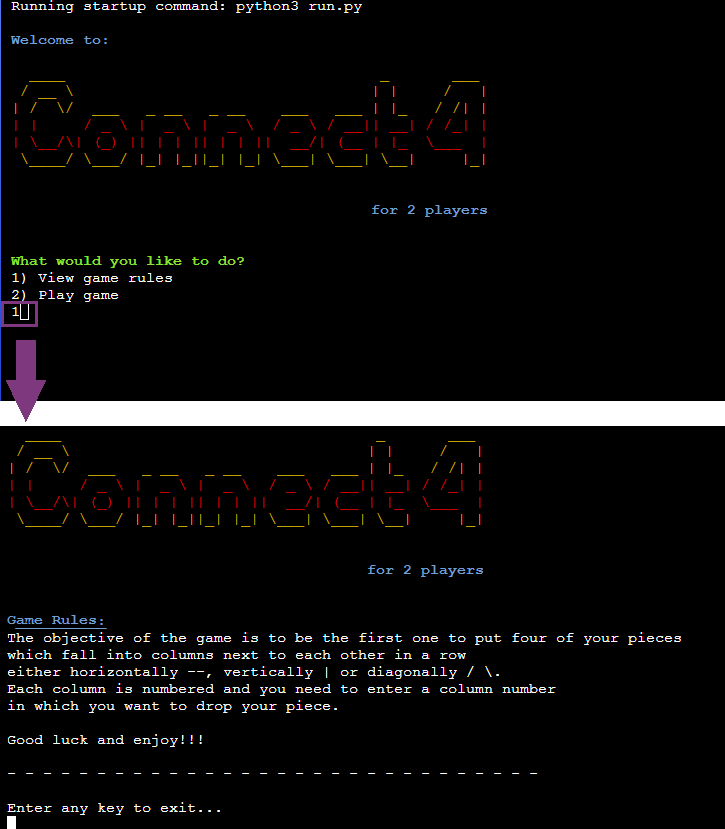 Running startup command: python3 run.py
Welcome to:
Connect 4
for 2 players
What would you like to do?
1) View game rules
2) Play game
1
Connect 4
for 2 players
Game Rules:
The objective of the game is to be the first one to put four of your pieces
which fall into columns next to each other in a row
either horizontally --, vertically | or diagonally / \.
Each column is numbered and you need to enter a column number
in which you want to drop your piece.
Good luck and enjoy!!!
- - - - - - - - - - - - - - - - - - - - - - - - - - - - - -
Enter any key to exit...